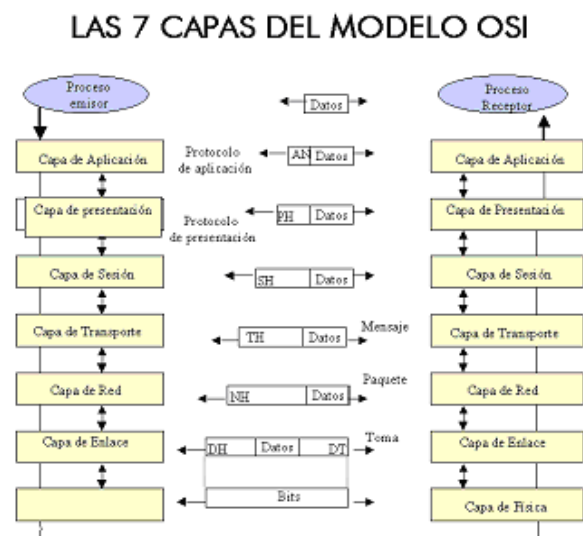 LAS 7 CAPAS DEL MODELO OSI
Proceso
emisor
Datos
Proceso
Receptor
Capa de Aplicación
Protocolo
de aplicación
AN Datos
Capa de Aplicación
Capa de presentación
Protocolo
de presentación
PH Datos
Capa de Presentación
Capa de Sesión
SH Datos
Capa de Sesión
Capa de Transporte
TH Datos
Mensaje
Capa de Transporte
Capa de Red
NH Datos
Paquete
Capa de Red
Capa de Enlace
DH Datos DT
Toma
Capa de Enlace
Bits
Capa de Física